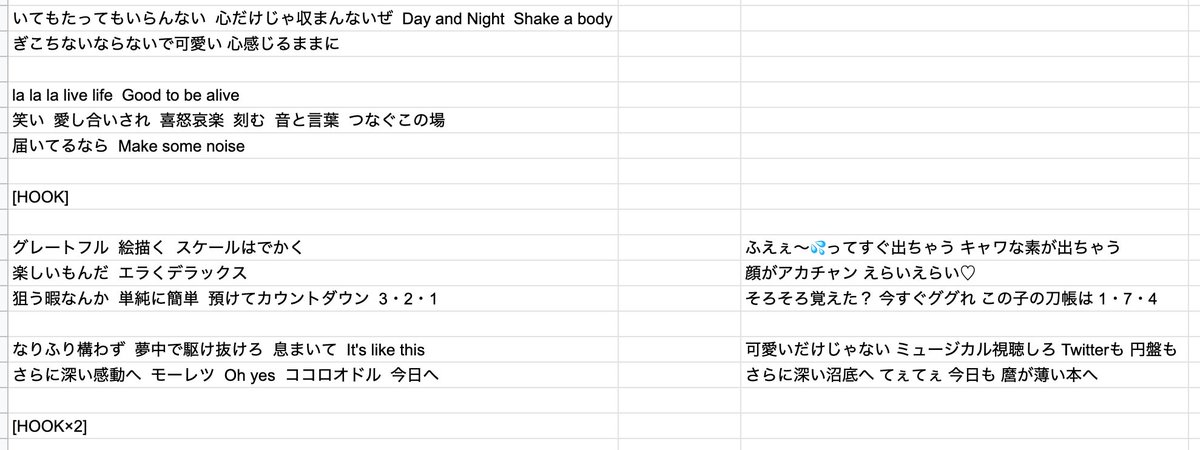 いてもたってもいらんない 心だけじゃ収まんないぜ Day and Night Shake a body
ぎこちないならないで可愛い 心感じるままに
la la la live life Good to be alive
笑い 愛し合いされ 喜怒哀楽 刻む 音と言葉 つなぐこの場
届いてるなら Make some noise
[HOOK]
グレートフル 絵描く スケールはでかく
楽しいもんだ エラくデラックス
狙う暇なんか 単純に簡単 預けてカウントダウン 3・2・1
なりふり構わず 夢中で駆け抜けろ 息まいて It's like this
さらに深い感動へ モーレツ Oh yes ココロオドル 今日へ
[HOOK×2]
ふえぇ〜💦ってすぐ出ちゃう キャワな素が出ちゃう
顔がアカチャン えらいえらい♡
そろそろ覚えた? 今すぐググれ この子の刀帳は 1・7・4
可愛いだけじゃない ミュージカル視聴しろ Twitterも 円盤も
さらに深い沼底へ てぇてぇ 今日も 麿が薄い本へ